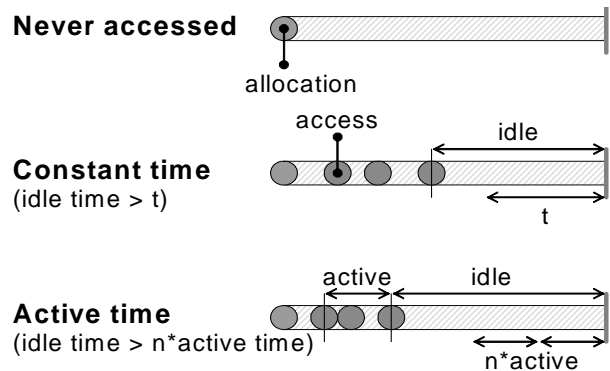 Never accessed
allocation
access
idle
Constant time
(idle time > t)
t
active
idle
Active time
(idle time > n*active time)
n*active